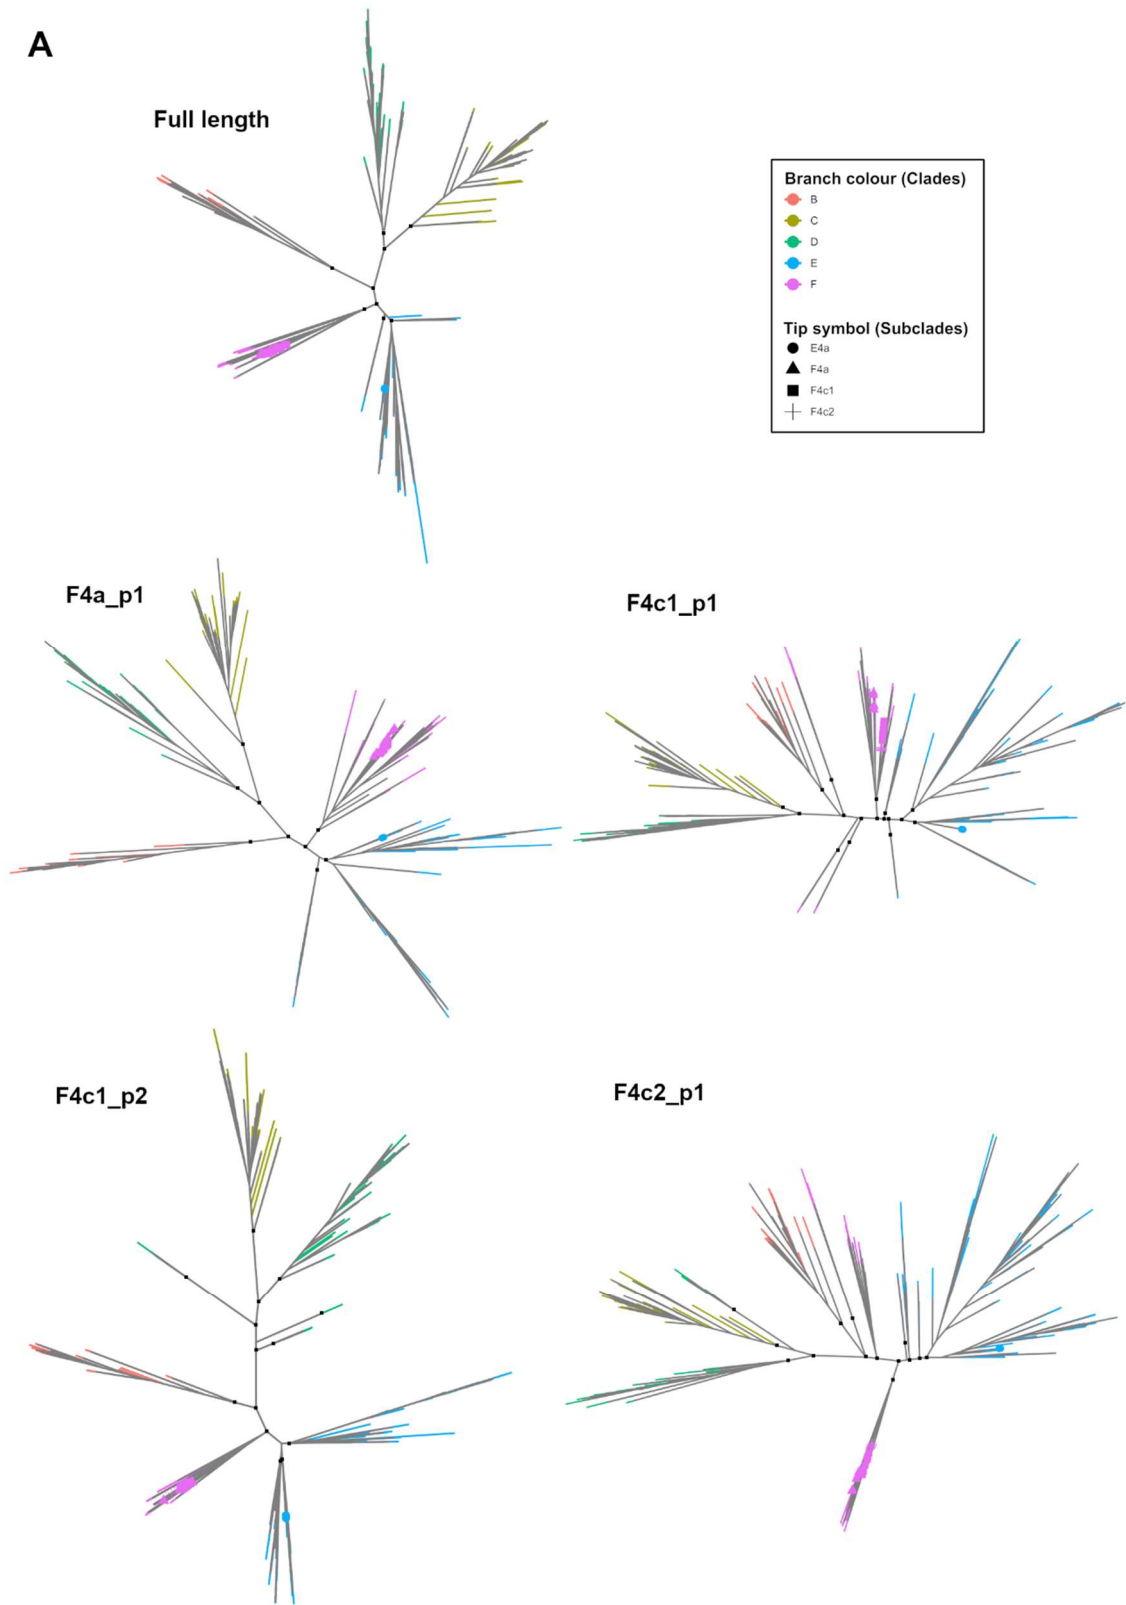 A
Full length
Branch colour (Clades)
B
C
D
E
F
Tip symbol (Subclades)
E4a
F4a
F4c1
F4c2
F4a_p1
F4c1_p1
F4c1_p2
F4c2_p1